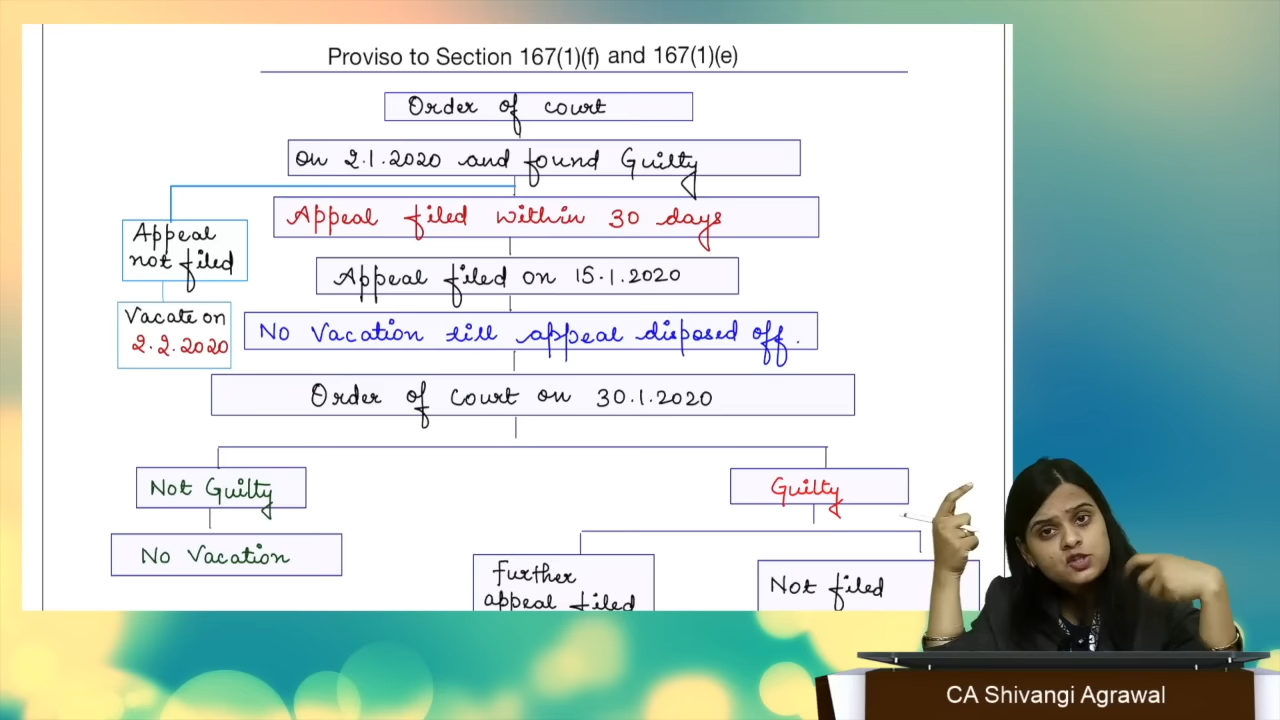 Proviso to Section 167(1)(f) and 167(1)(e)
Order of court
on 2.1.2020 and found Guilty
Appeal filed within 30 days
Appeal
not filed
Appeal filed on 15.1.2020
Vacate on
2.2.2020
No Vacation till appeal disposed off.
Order of court on 30.1.2020
Not Guilty
Guilty
No Vacation
further
appeal filed
Not filed
CA Shivangi Agrawal